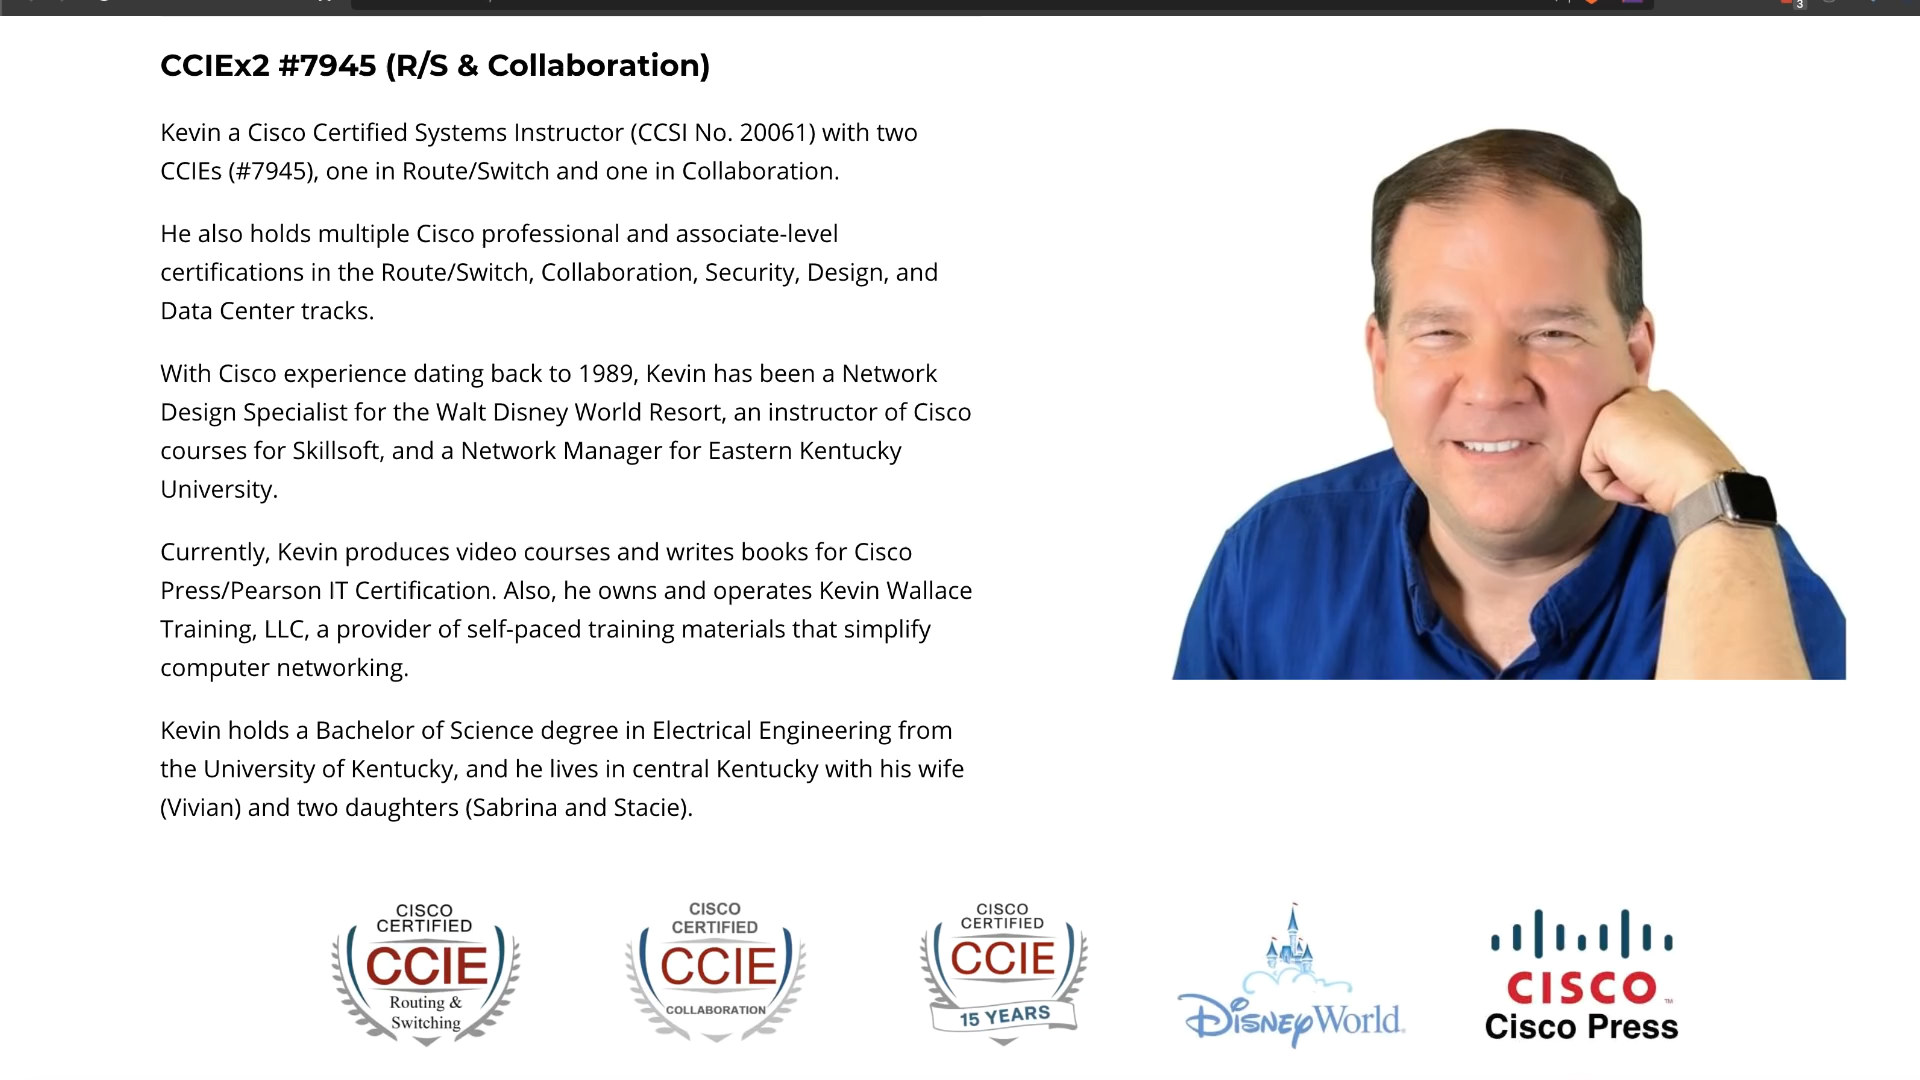 3
CCIEx2 #7945 (R/S & Collaboration)
Kevin a Cisco Certified Systems Instructor (CCSI No. 20061) with two
CCIEs (#7945), one in Route/Switch and one in Collaboration.
He also holds multiple Cisco professional and associate-level
certifications in the Route/Switch, Collaboration, Security, Design, and
Data Center tracks.
With Cisco experience dating back to 1989, Kevin has been a Network
Design Specialist for the Walt Disney World Resort, an instructor of Cisco
courses for Skillsoft, and a Network Manager for Eastern Kentucky
University.
Currently, Kevin produces video courses and writes books for Cisco
Press/Pearson IT Certification. Also, he owns and operates Kevin Wallace
Training, LLC, a provider of self-paced training materials that simplify
computer networking.
Kevin holds a Bachelor of Science degree in Electrical Engineering from
the University of Kentucky, and he lives in central Kentucky with his wife
(Vivian) and two daughters (Sabrina and Stacie).
CISCO
CERTIFIED
CCIE
Routing &
Switching
CISCO
CERTIFIED
CCIE
COLLABORATION
CISCO
CERTIFIED
CCIE
15 YEARS
Disney World
CISCO™
Cisco Press